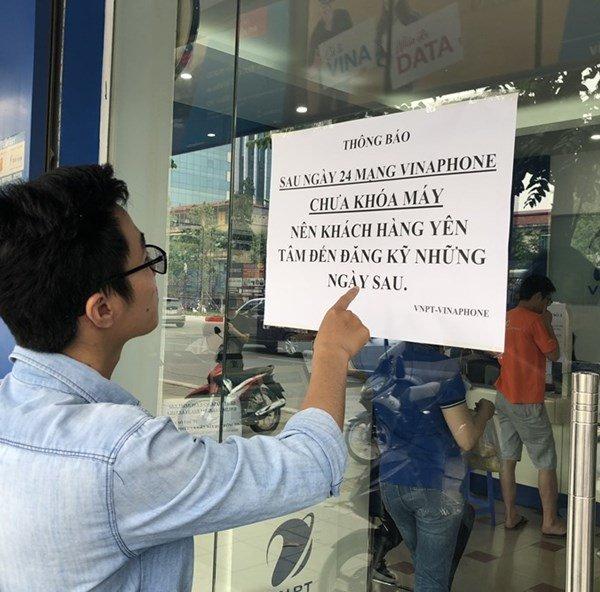 VINA
DATA
THÔNG BÁO
SAU NGÀY 24 MẠNG VINAPHONE
CHƯA KHÓA MÁY
NÊN KHÁCH HÀNG YÊN
TÂM ĐẾN ĐĂNG KÝ NHỮNG
NGÀY SAU.
VNPT-VINAPHONE